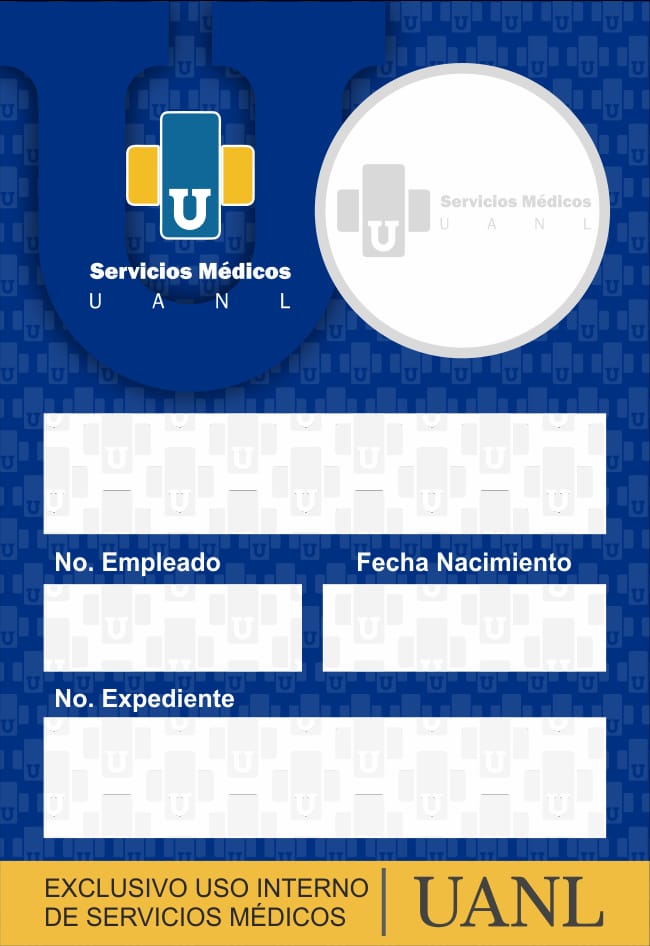 U
Servicios Médicos
U A N L
U
Servicios Médicos
U A N L
No. Empleado
Fecha Nacimiento
No. Expediente
EXCLUSIVO USO INTERNO
DE SERVICIOS MÉDICOS
UANL